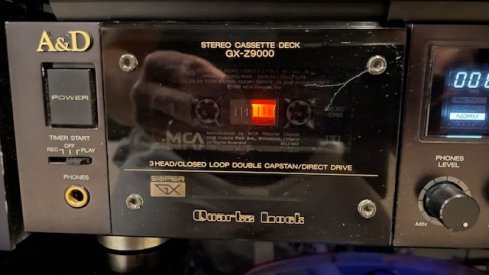 A&D
STEREO CASSETTE DECK
GX-Z9000
POWER
TIMER START
REC OFF PLAY
PHONES
MCA
3 HEAD/CLOSED LOOP DOUBLE CAPSTAN/DIRECT DRIVE
SUPER
GX
Quartz Lock
NORM
PHONES
LEVEL
MIN